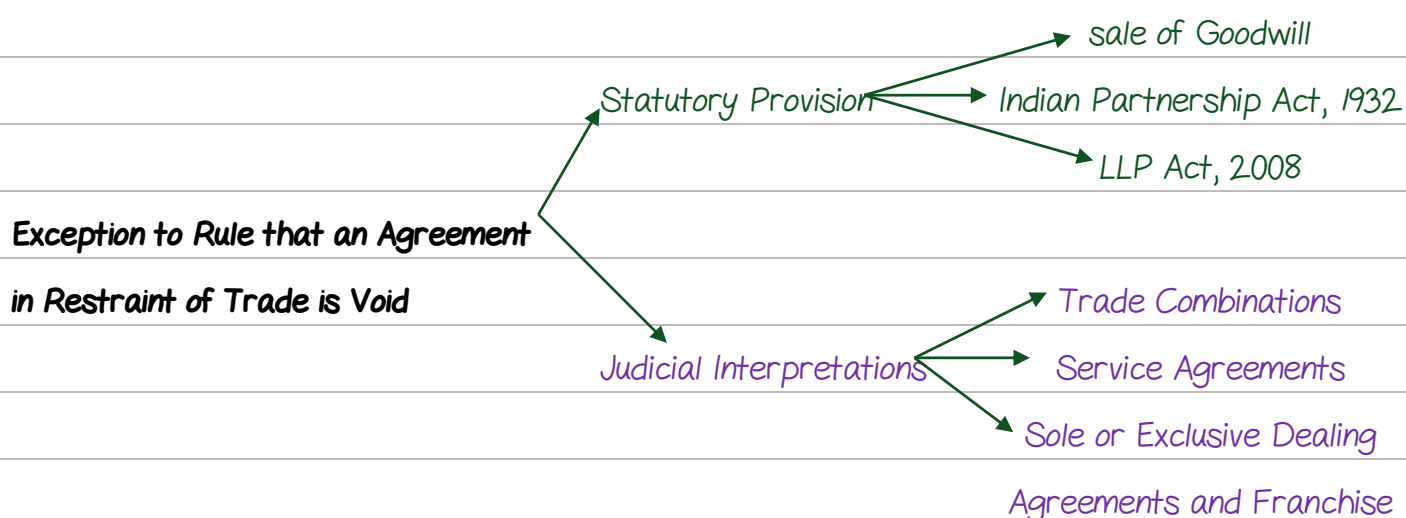 sale of Goodwill
Statutory Provision
Indian Partnership Act, 1932
LLP Act, 2008
Exception to Rule that an Agreement
in Restraint of Trade is Void
Trade Combinations
Judicial Interpretations
Service Agreements
Sole or Exclusive Dealing
Agreements and Franchise